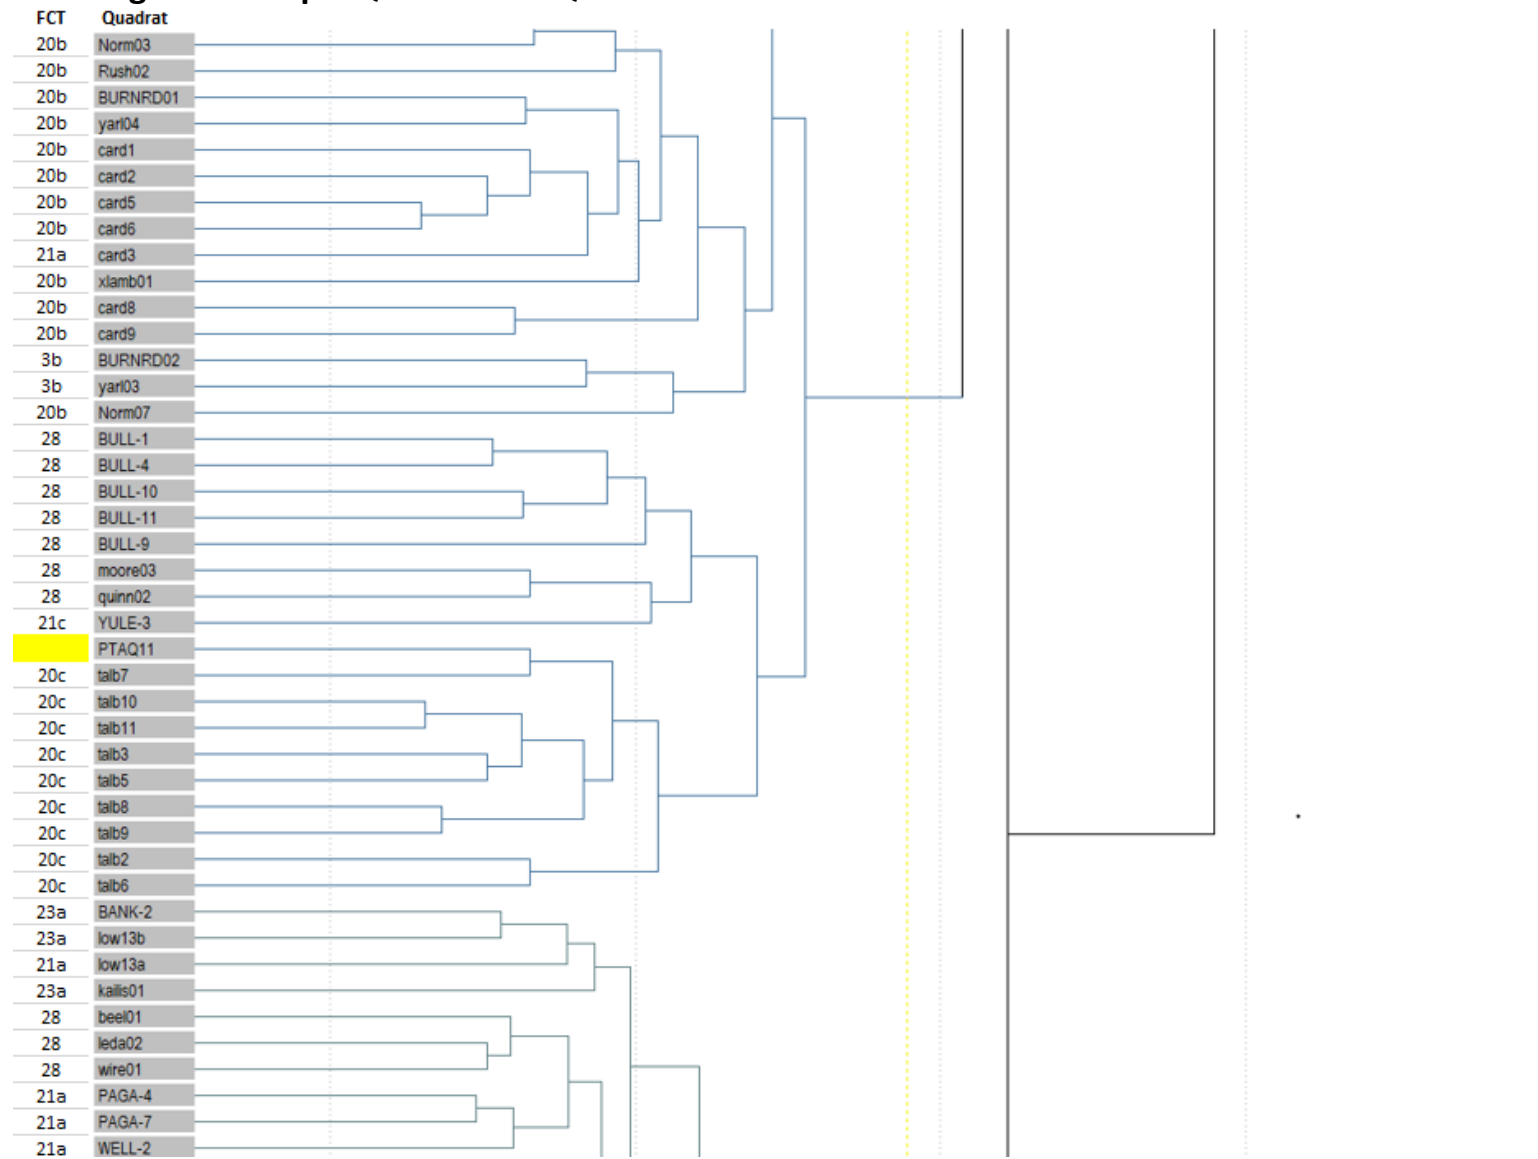 FCT Quadrat
20b Norm03
20b Rush02
20b BURNRD01
20b yarl04
20b card1
20b card2
20b card5
20b card6
21a card3
20b xlamb01
20b card8
20b card9
3b BURNRD02
3b yarl03
20b Norm07
28 BULL-1
28 BULL-4
28 BULL-10
28 BULL-11
28 BULL-9
28 moore03
28 quinn02
21c YULE-3
PTAQ11
20c talb7
20c talb10
20c talb11
20c talb3
20c talb5
20c talb8
20c talb9
20c talb2
20c talb6
23a BANK-2
23a low13b
21a low13a
23a kailis01
28 beel01
28 leda02
28 wire01
21a PAGA-4
21a PAGA-7
21a WELL-2